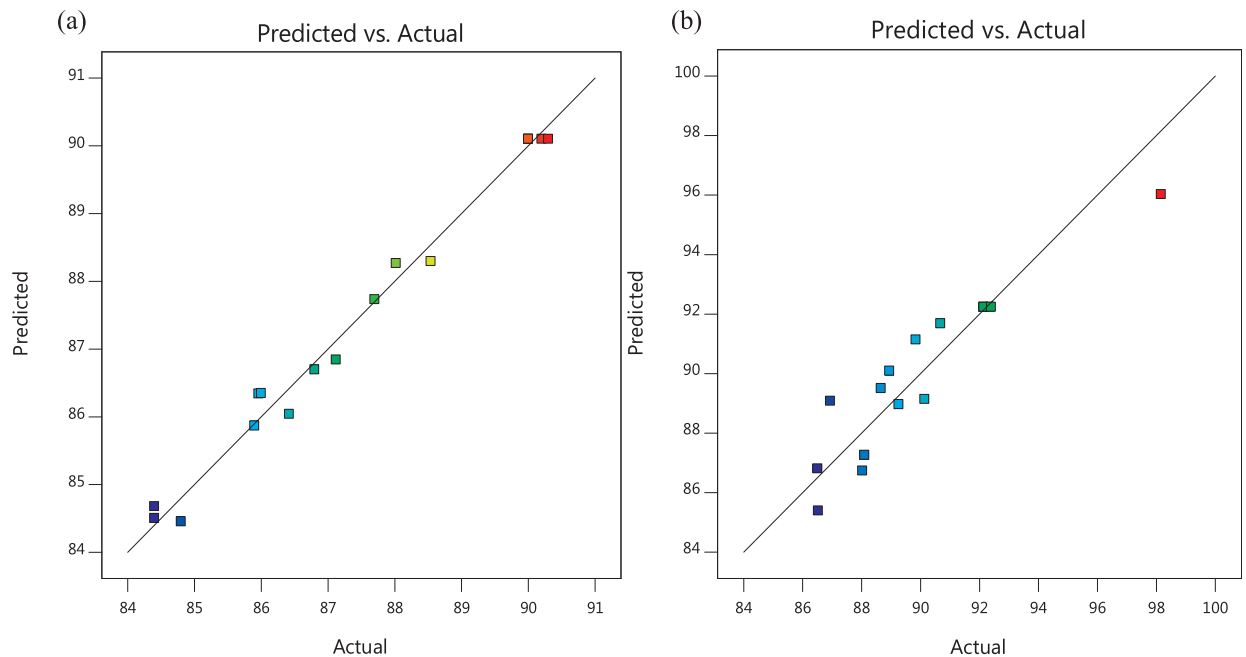 (a)
Predicted vs. Actual
91
90
89
88
87
86
85
84
Predicted
84 85 86 87 88 89 90 91
Actual
(b)
Predicted vs. Actual
100
98
96
94
92
90
88
86
84
Predicted
84 86 88 90 92 94 96 98 100
Actual